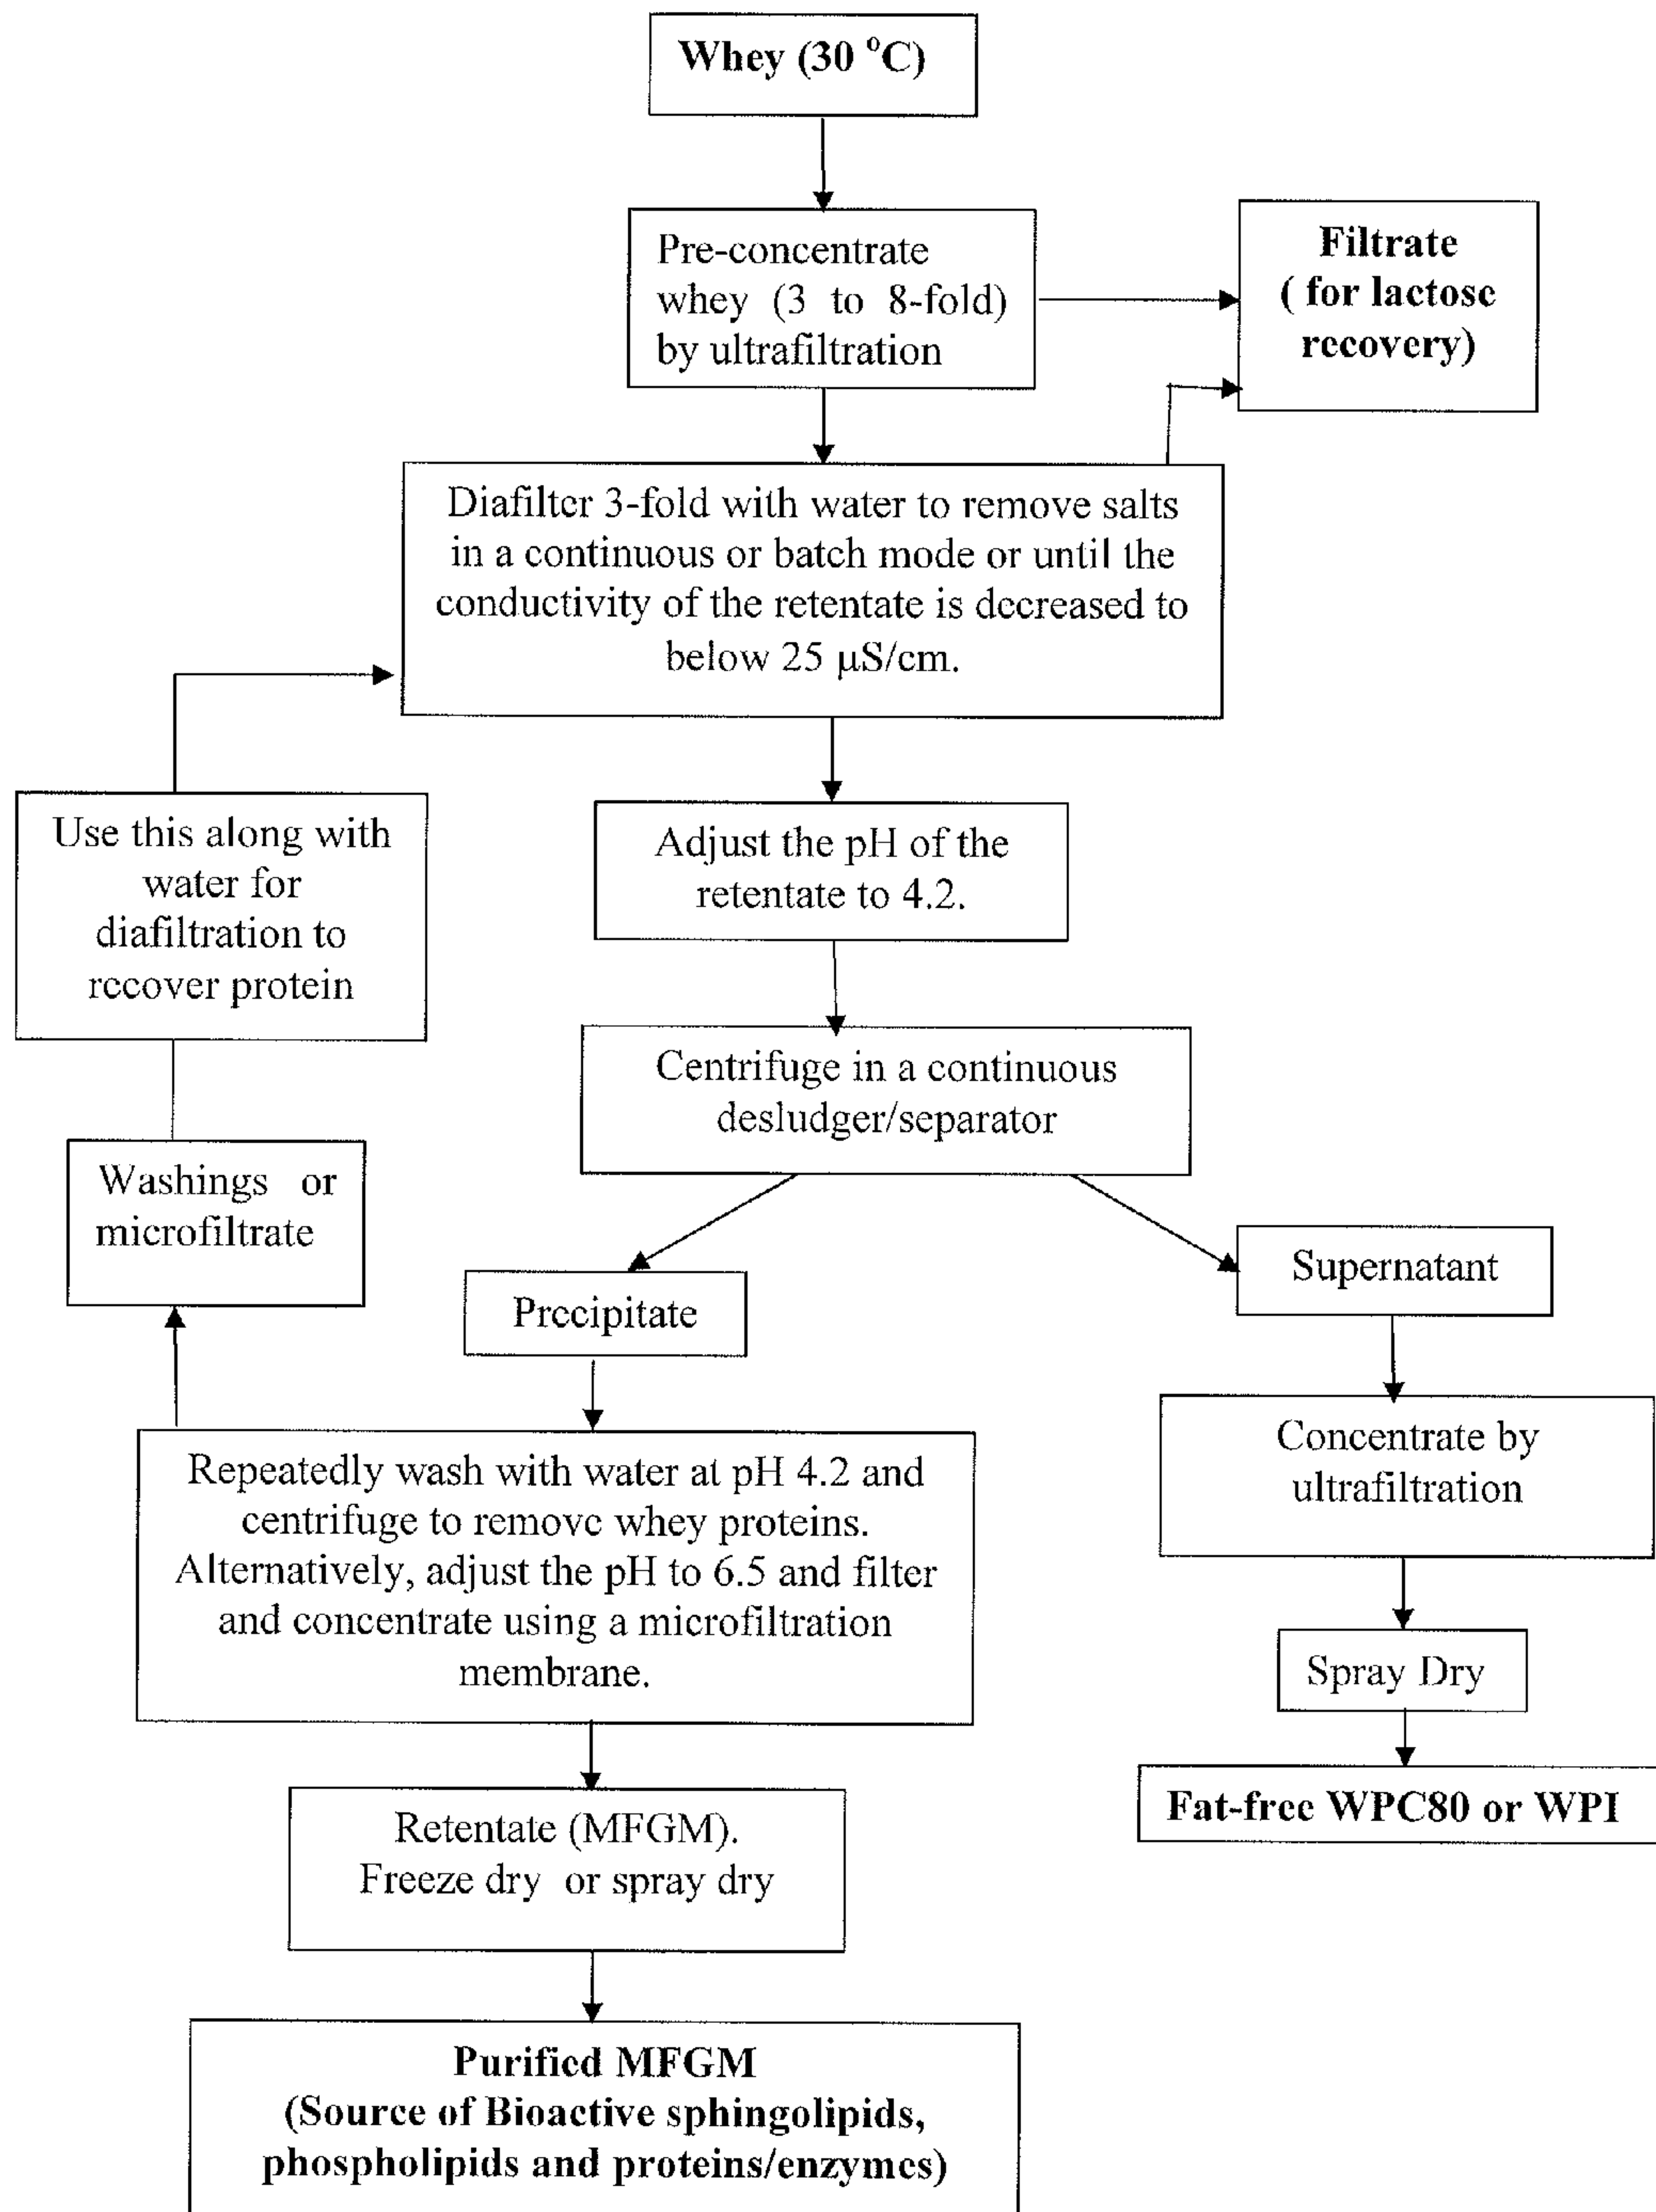 Whey (30 °C)
Pre-concentrate
whey (3 to 8-fold)
by ultrafiltration
Filtrate
( for lactose
recovery)
Diafilter 3-fold with water to remove salts
in a continuous or batch mode or until the
conductivity of the retentate is decreased to
below 25 µS/cm.
Use this along with
water for
diafiltration to
recover protein
Adjust the pH of the
retentate to 4.2.
Centrifuge in a continuous
desludger/separator
Washings or
microfiltrate
Precipitate
Supernatant
Repeatedly wash with water at pH 4.2 and
centrifuge to remove whey proteins.
Alternatively, adjust the pH to 6.5 and filter
and concentrate using a microfiltration
membrane.
Concentrate by
ultrafiltration
Spray Dry
Fat-free WPC80 or WPI
Retentate (MFGM).
Freeze dry or spray dry
Purified MFGM
(Source of Bioactive sphingolipids,
phospholipids and proteins/enzymes)